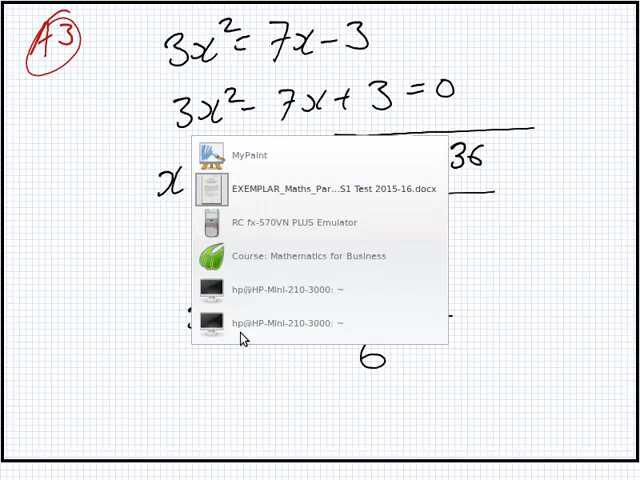 A3
3x² = 7x - 3
3x² - 7x + 3 = 0
x
36
MyPaint
EXEMPLAR_Maths_Par...S1 Test 2015-16.docx
RC fx-570VN PLUS Emulator
Course: Mathematics for Business
hp@HP-Mini-210-3000: ~
hp@HP-Mini-210-3000: ~
6